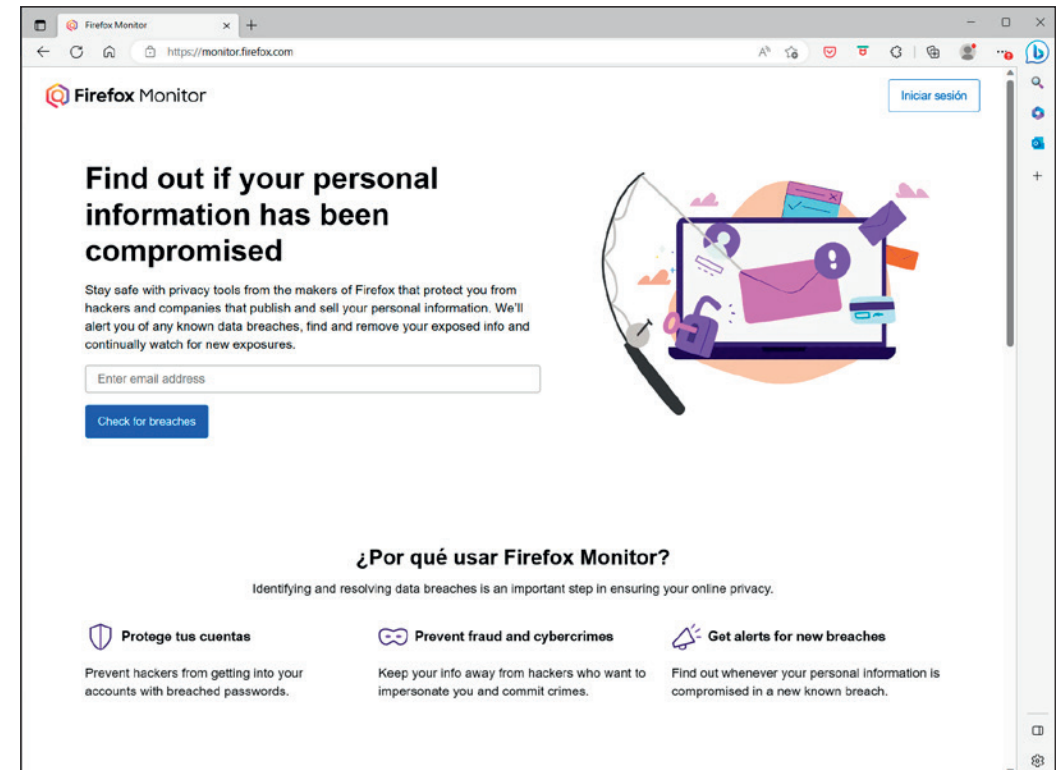 Firefox Monitor
https://monitor.firefox.com
Firefox Monitor
Iniciar sesión
Find out if your personal
information has been
compromised
Stay safe with privacy tools from the makers of Firefox that protect you from
hackers and companies that publish and sell your personal information. We'll
alert you of any known data breaches, find and remove your exposed info and
continually watch for new exposures.
Enter email address
Check for breaches
¿Por qué usar Firefox Monitor?
Identifying and resolving data breaches is an important step in ensuring your online privacy.
Protege tus cuentas
Prevent hackers from getting into your
accounts with breached passwords.
Prevent fraud and cybercrimes
Keep your info away from hackers who want to
impersonate you and commit crimes.
Get alerts for new breaches
Find out whenever your personal information is
compromised in a new known breach.